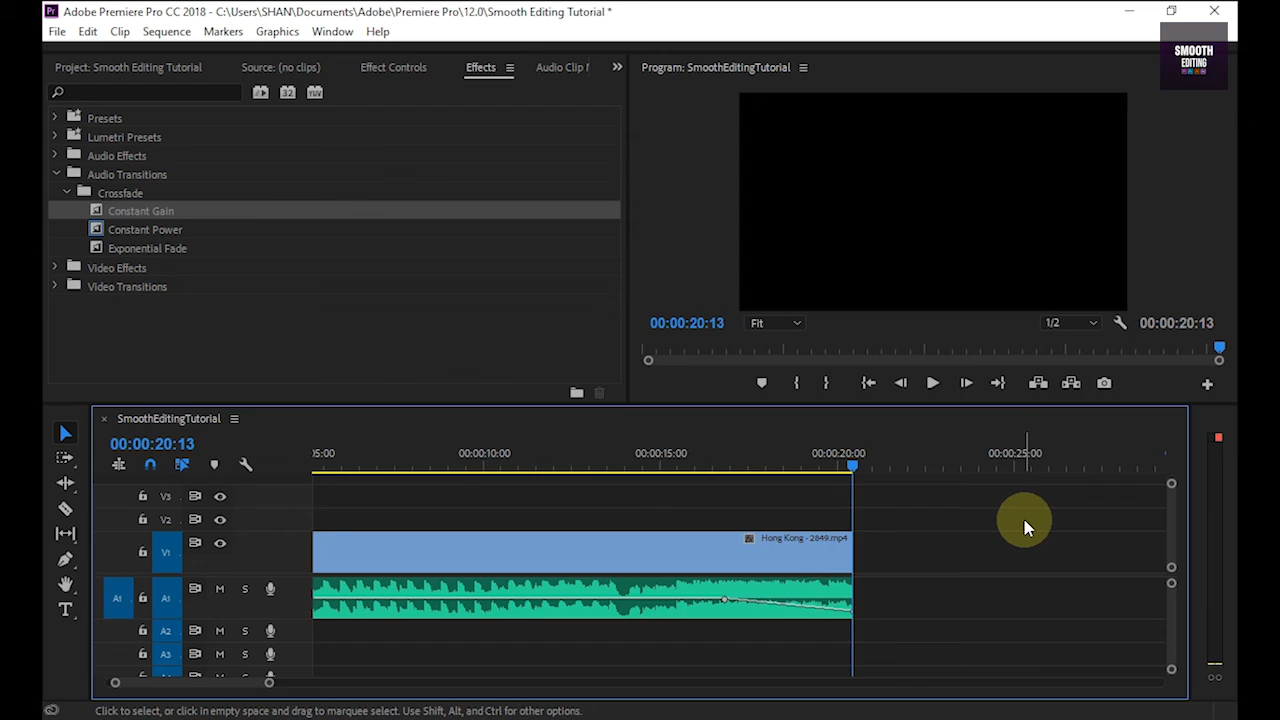 Adobe Premiere Pro CC 2018 - C:\Users\SHAN\Documents\Adobe\Premiere Pro\12.0\Smooth Editing Tutorial *
File Edit Clip Sequence Markers Graphics Window Help
SMOOTH
EDITING
Project: Smooth Editing Tutorial Source: (no clips) Effect Controls Effects Audio Clip
Program: SmoothEditingTutorial
32 YUV
Presets
Lumetri Presets
Audio Effects
Audio Transitions
Crossfade
Constant Gain
Constant Power
Exponential Fade
Video Effects
Video Transitions
00:00:20:13 Fit 1/2 00:00:20:13
SmoothEditingTutorial
00:00:20:13
:05:00 00:00:10:00 00:00:15:00 00:00:20:00 00:00:25:00
V3
V2
V1 Hong Kong - 2849.mp4
A1 A1 M S
A2 M S
A3 M S
Click to select, or click in empty space and drag to marquee select. Use Shift, Alt, and Ctrl for other options.